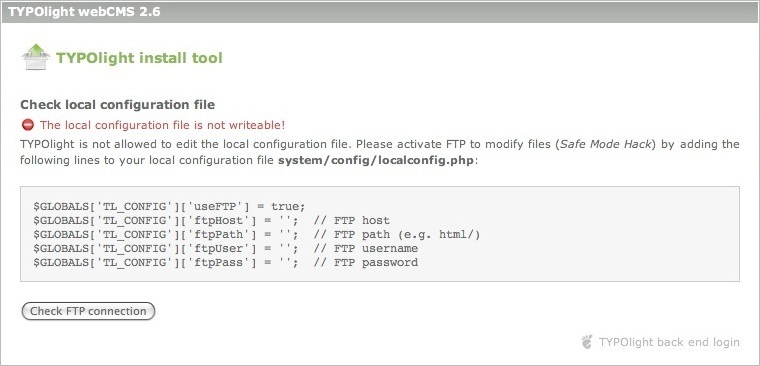 TYPOlight webCMS 2.6
TYPOlight install tool
Check local configuration file
The local configuration file is not writeable!
TYPOlight is not allowed to edit the local configuration file. Please activate FTP to modify files (Safe Mode Hack) by adding the
following lines to your local configuration file system/config/localconfig.php:
$GLOBALS['TL_CONFIG']['useFTP'] = true;
$GLOBALS['TL_CONFIG']['ftpHost'] = '';  // FTP host
$GLOBALS['TL_CONFIG']['ftpPath'] = '';  // FTP path (e.g. html/)
$GLOBALS['TL_CONFIG']['ftpUser'] = '';  // FTP username
$GLOBALS['TL_CONFIG']['ftpPass'] = '';  // FTP password
Check FTP connection
TYPOlight back end login